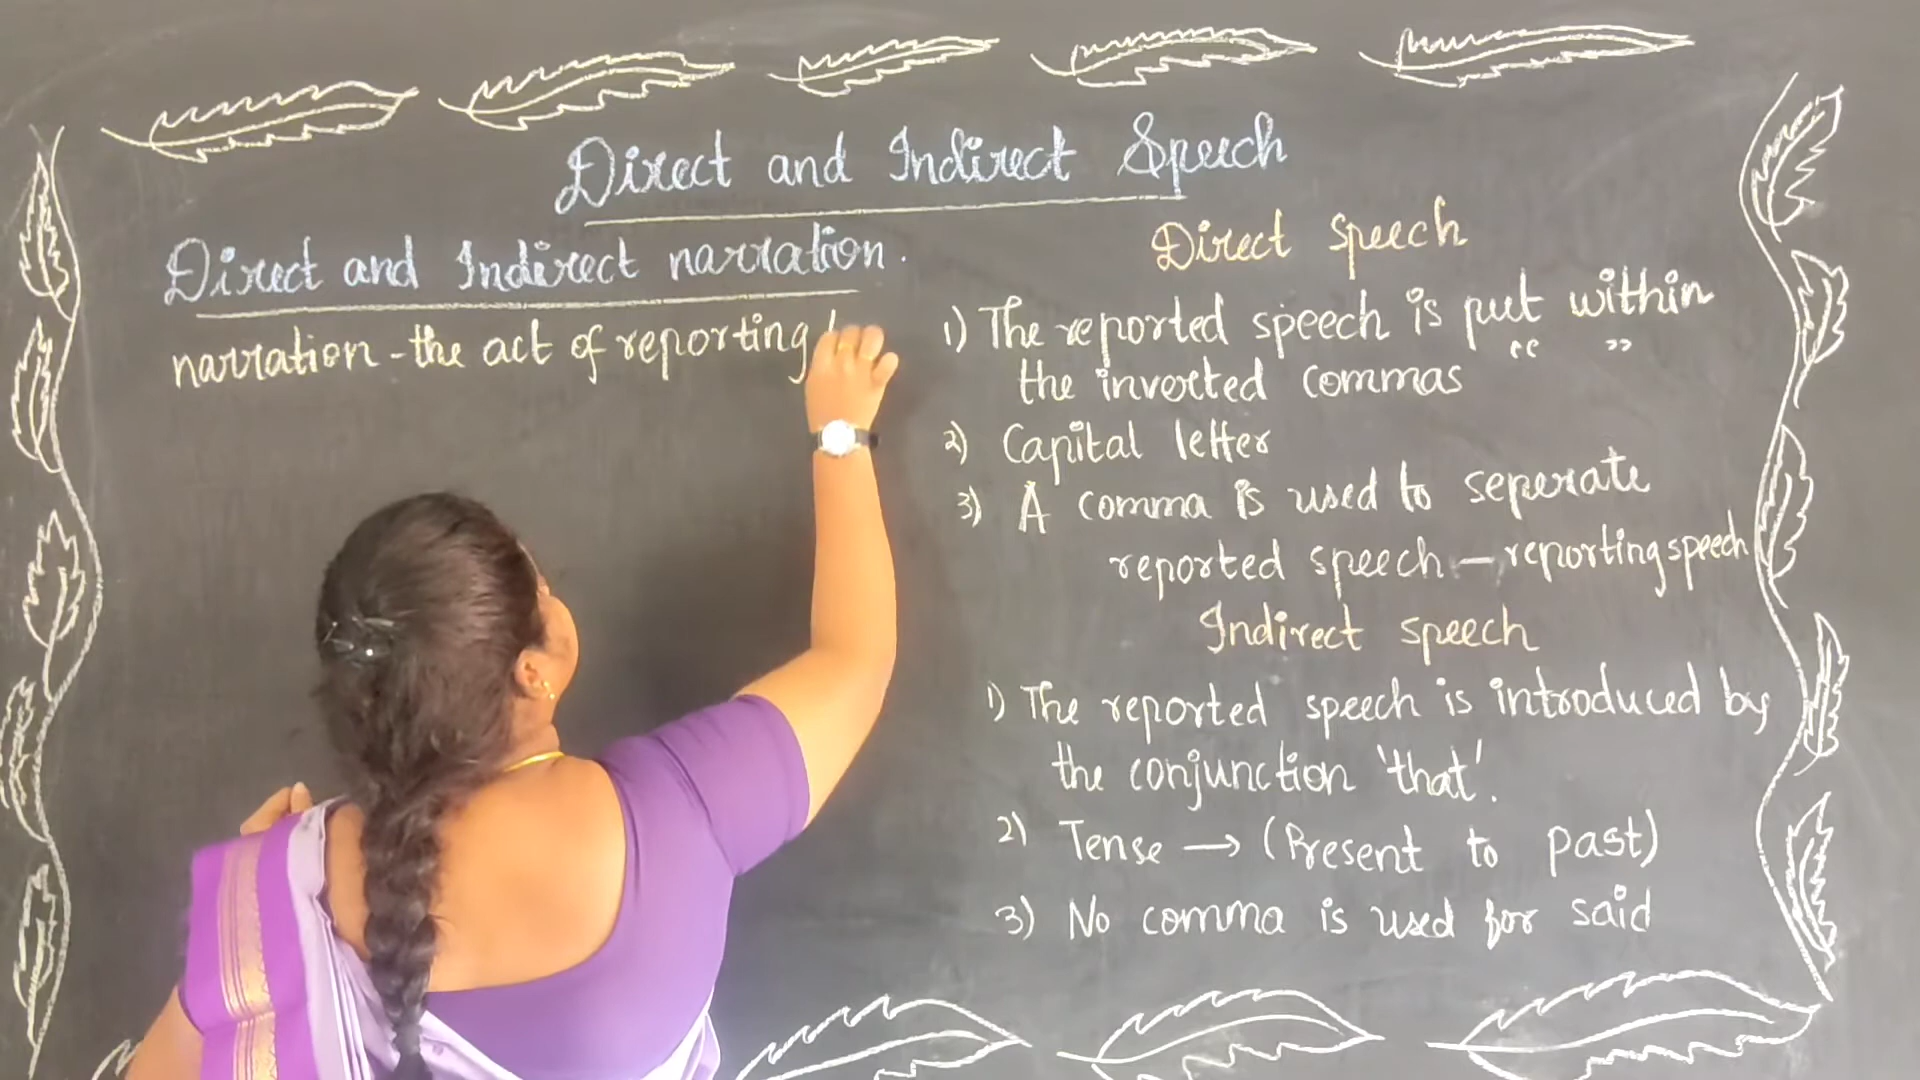 Direct and Indirect Speech
Direct and Indirect narration.
narration - the act of reporting
Direct speech
1) The reported speech is put within
“ ”
the inverted commas
2) Capital letter
3) A comma is used to seperate
reported speech — reporting speech
Indirect speech
1) The reported speech is introduced by
the conjunction 'that'.
2) Tense → (Present to past)
3) No comma is used for said